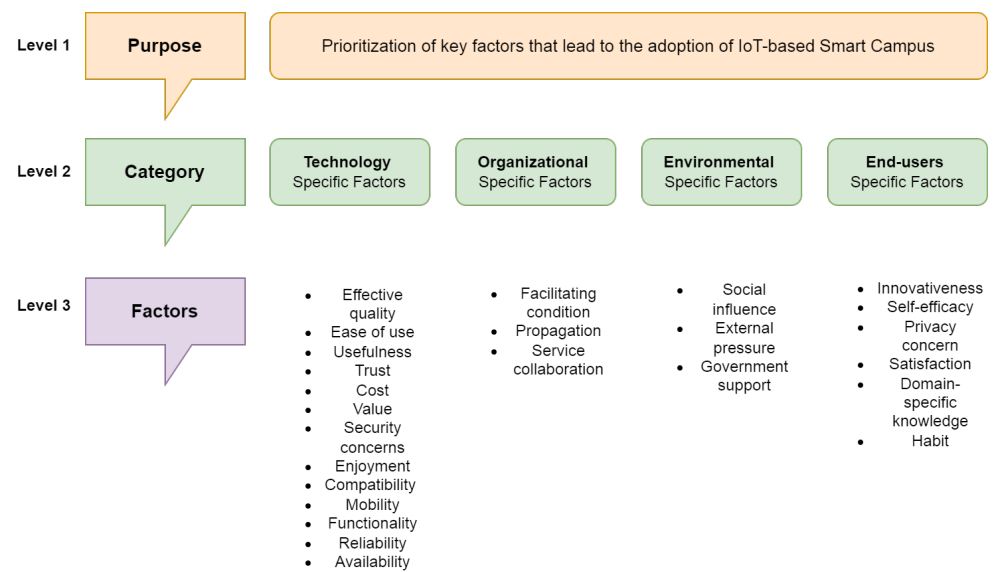 Level 1
Purpose
Prioritization of key factors that lead to the adoption of IoT-based Smart Campus
Level 2
Category
Technology
Specific Factors
Organizational
Specific Factors
Environmental
Specific Factors
End-users
Specific Factors
Level 3
Factors
• Effective
quality
• Ease of use
• Usefulness
• Trust
• Cost
• Value
• Security
concerns
• Enjoyment
• Compatibility
• Mobility
• Functionality
• Reliability
• Availability
• Facilitating
condition
• Propagation
• Service
collaboration
• Social
influence
• External
pressure
• Government
support
• Innovativeness
• Self-efficacy
• Privacy
concern
• Satisfaction
• Domain-
specific
knowledge
• Habit